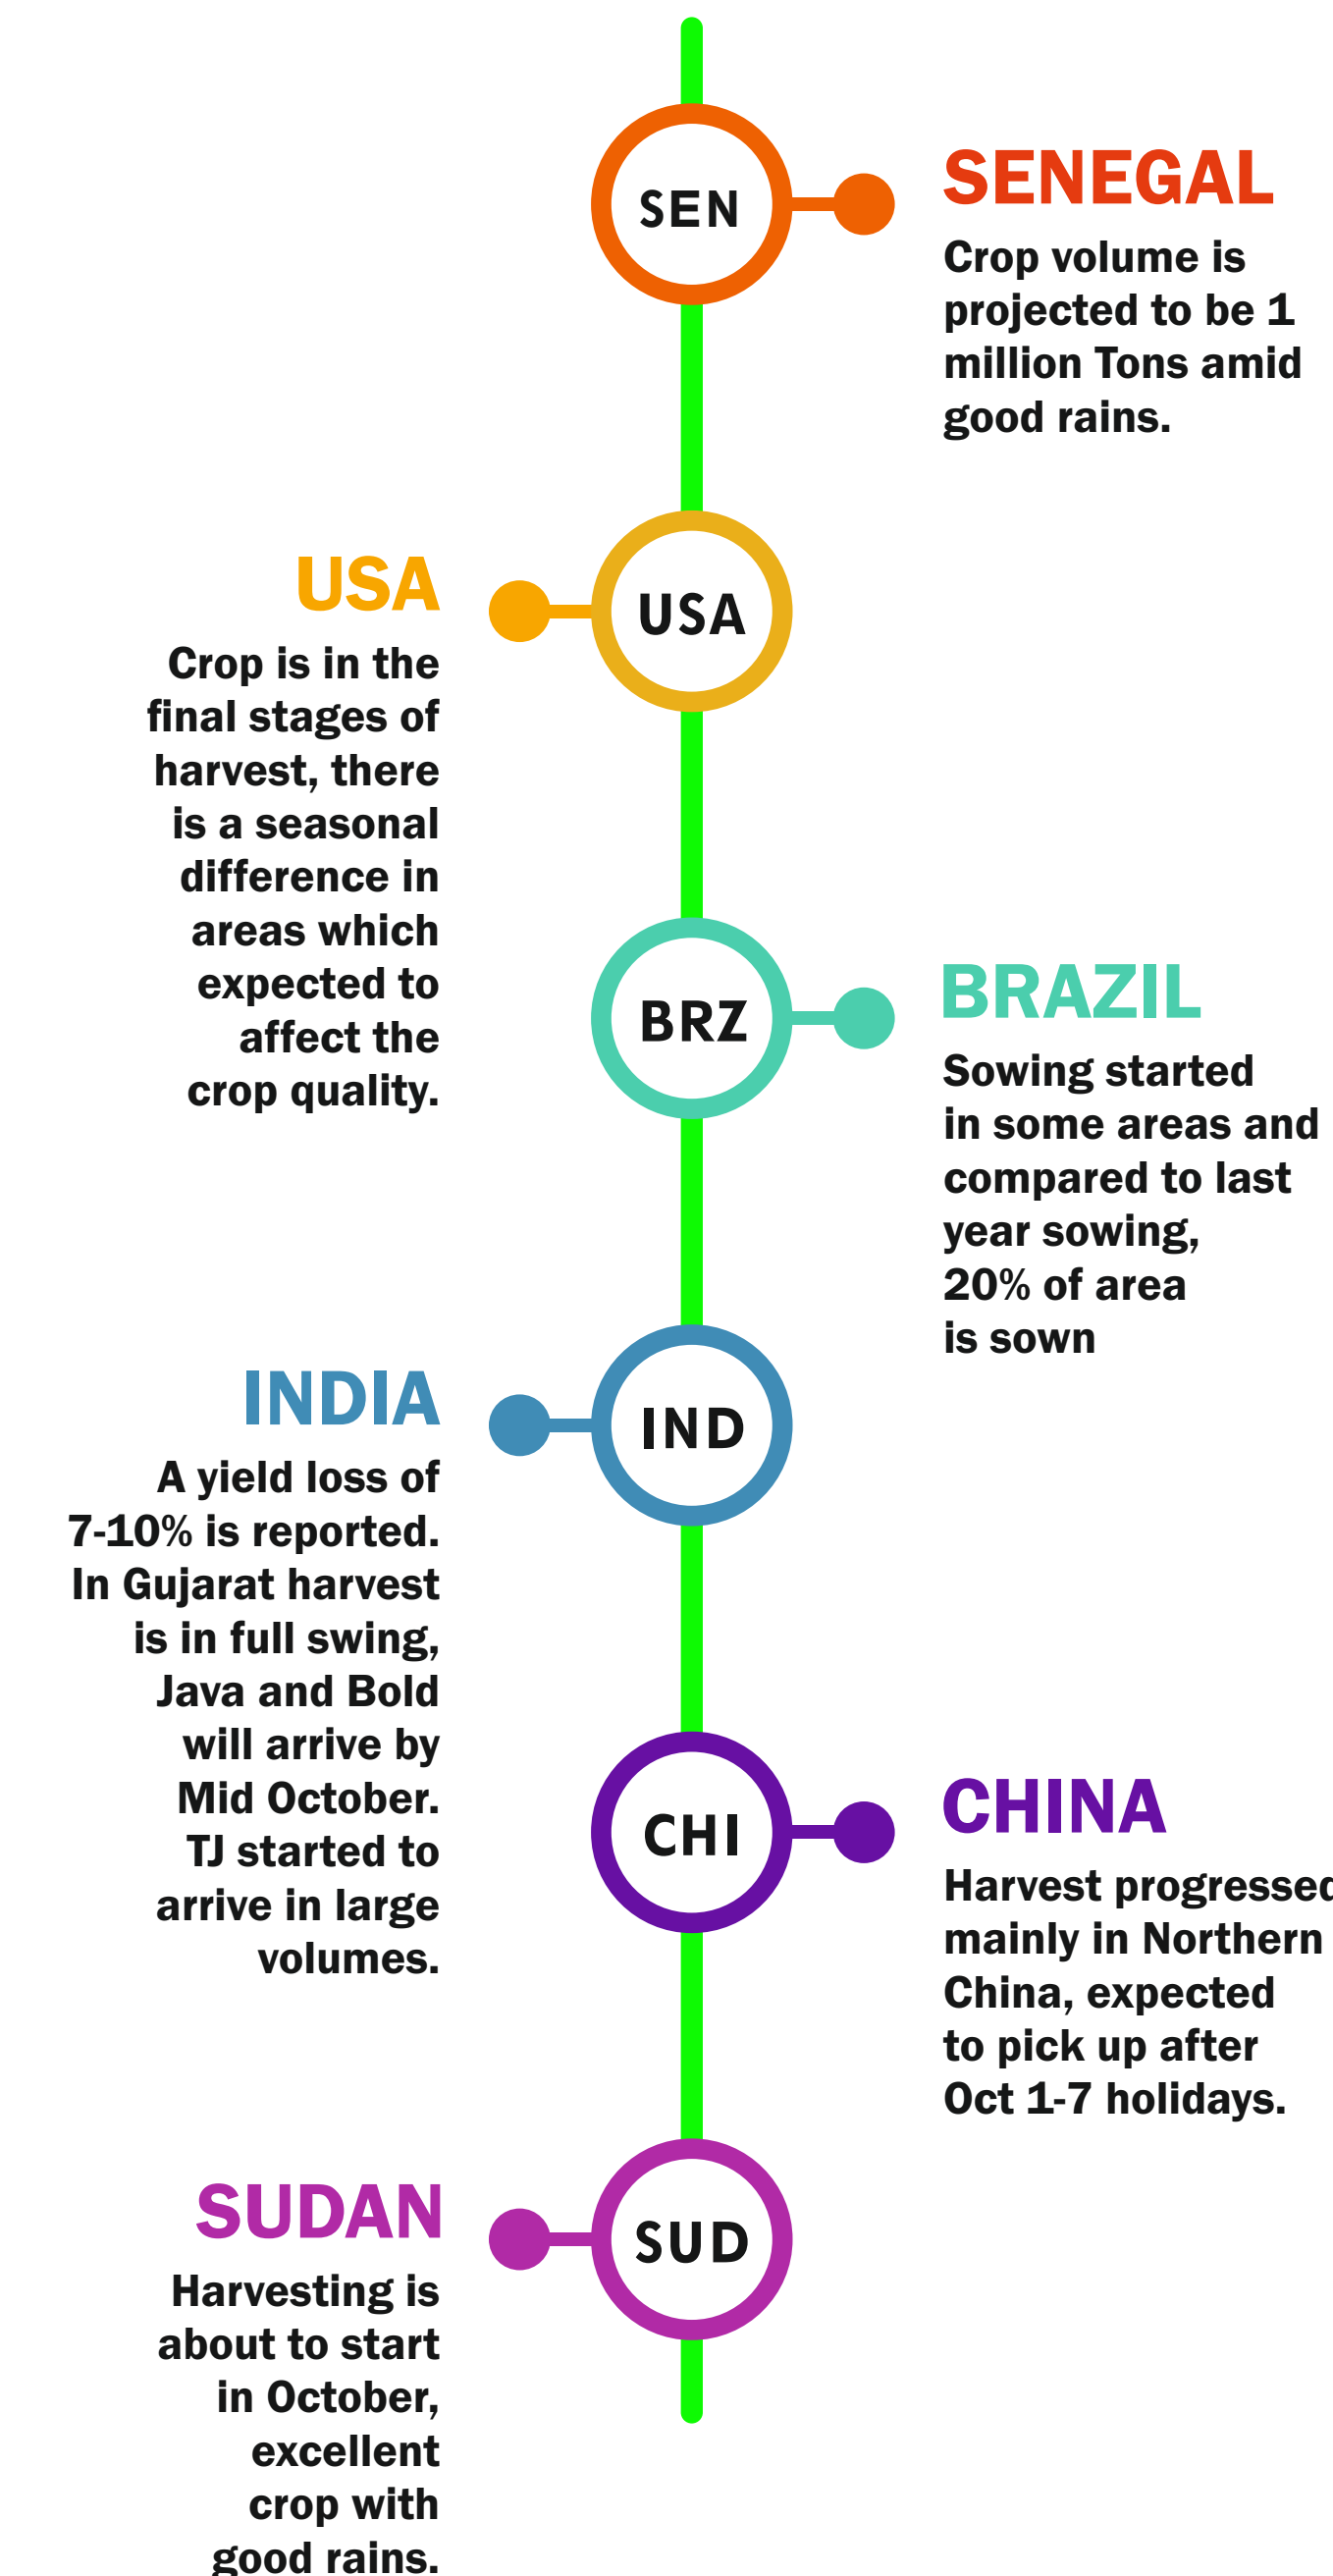 SEN
SENEGAL
Crop volume is
projected to be 1
million Tons amid
good rains.
USA
USA
Crop is in the
final stages of
harvest, there
is a seasonal
difference in
areas which
expected to
affect the
crop quality.
BRZ
BRAZIL
Sowing started
in some areas and
compared to last
year sowing,
20% of area
is sown
IND
INDIA
A yield loss of
7-10% is reported.
In Gujarat harvest
is in full swing,
Java and Bold
will arrive by
Mid October.
TJ started to
arrive in large
volumes.
CHI
CHINA
Harvest progressed
mainly in Northern
China, expected
to pick up after
Oct 1-7 holidays.
SUD
SUDAN
Harvesting is
about to start
in October,
excellent
crop with
good rains.